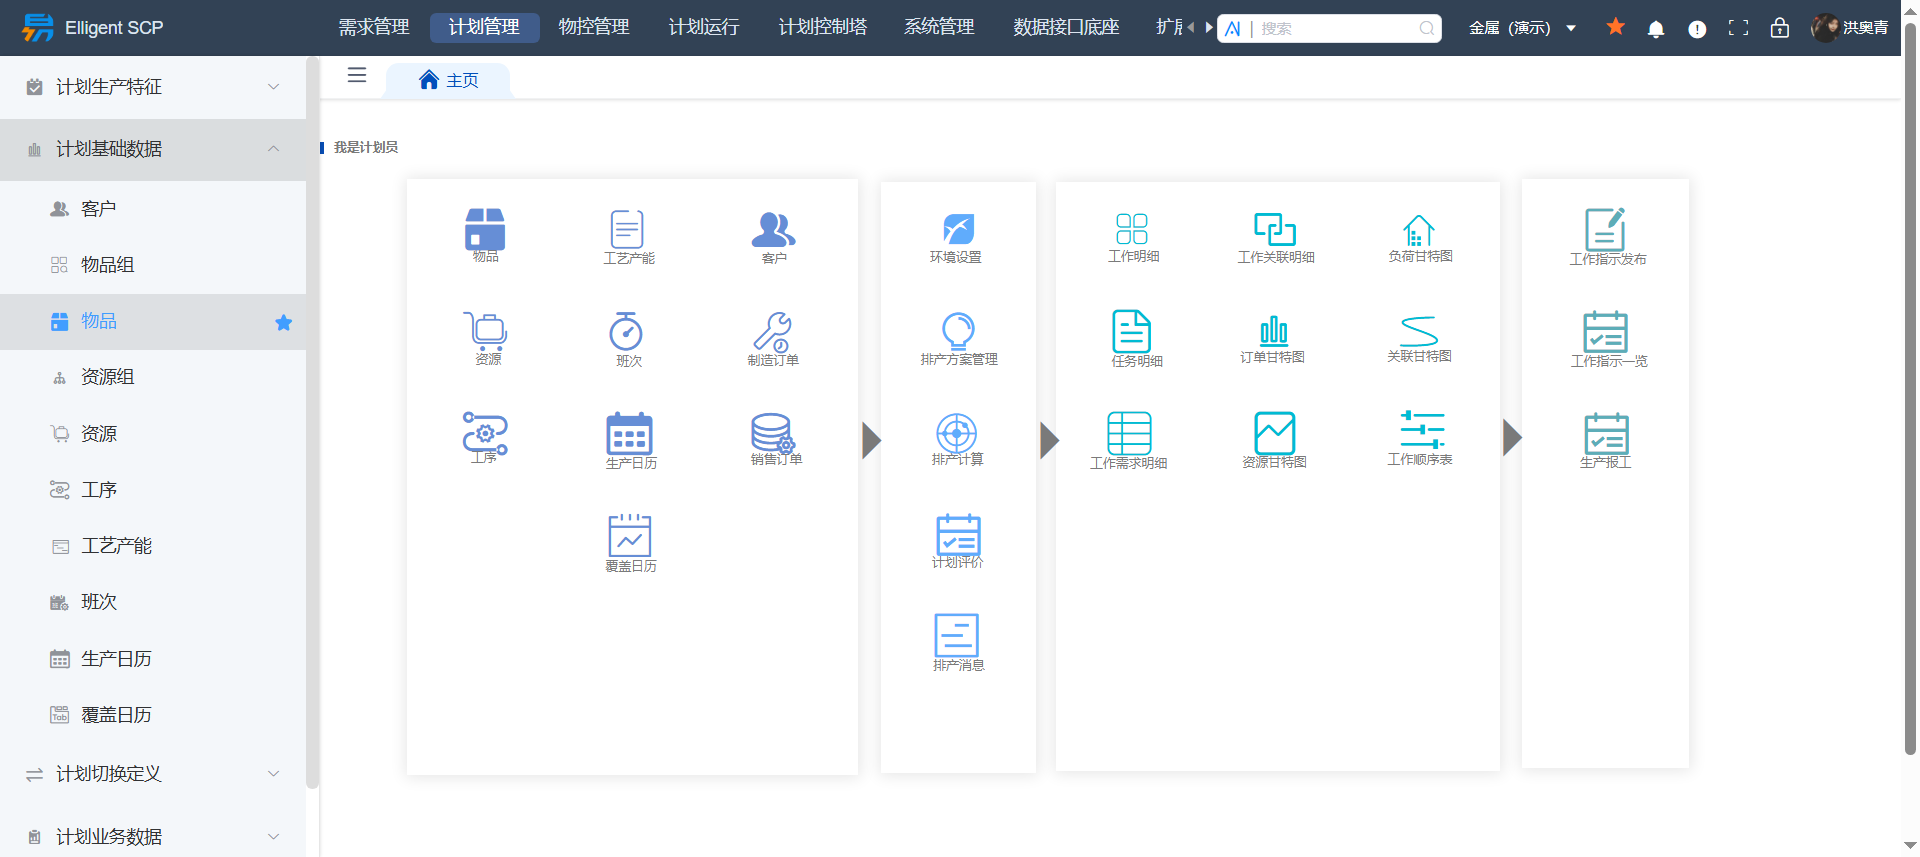 Elligent SCP
需求管理
计划管理
物控管理
计划运行
计划控制塔
系统管理
数据接口底座
搜索
金属（演示）
洪奥青
计划生产特征
计划基础数据
客户
物品组
物品
资源组
资源
工序
工艺产能
班次
生产日历
Tab
覆盖日历
计划切换定义
计划业务数据
主页
我是计划员
物品
工艺产能
客户
资源
班次
制造订单
工序
生产日历
销售订单
覆盖日历
环境设置
排产方案管理
排产计算
计划评价
排产消息
工作明细
工作关联明细
负荷甘特图
任务明细
订单甘特图
关联甘特图
工作需求明细
资源甘特图
工作顺序表
工作指示发布
工作指示一览
生产报工